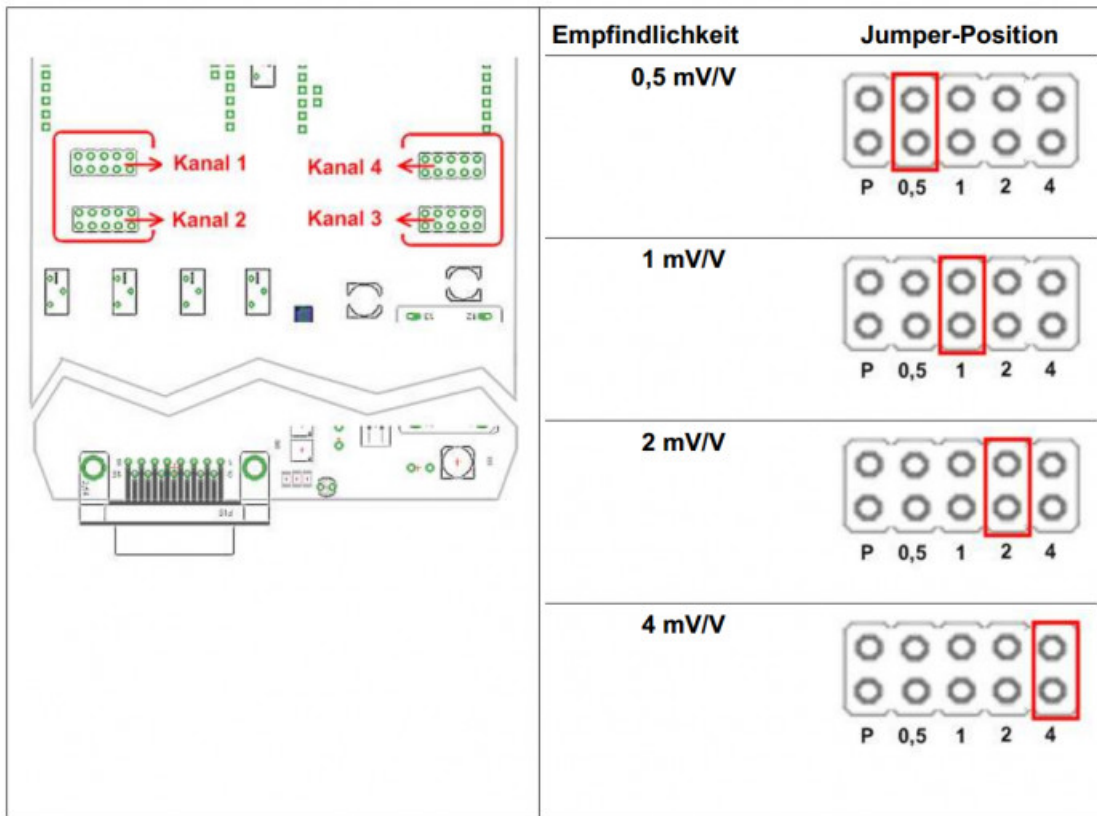 Kanal 1
Kanal 4
Kanal 2
Kanal 3
13
12
Empfindlichkeit Jumper-Position
0,5 mV/V
P 0,5 1 2 4
1 mV/V
P 0,5 1 2 4
2 mV/V
P 0,5 1 2 4
4 mV/V
P 0,5 1 2 4